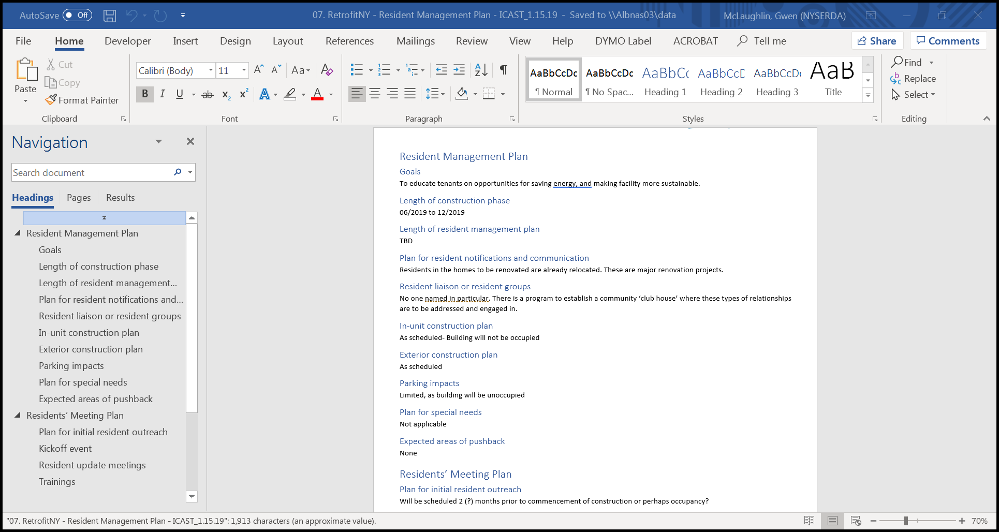 AutoSave Off 07. RetrofitNY - Resident Management Plan - ICAST_1.15.19 - Saved to \\Albnas03\data McLaughlin, Gwen (NYSERDA)
File Home Developer Insert Design Layout References Mailings Review View Help DYMO Label ACROBAT Tell me Share Comments
Paste
Cut
Copy
Format Painter
Clipboard
Calibri (Body) 11 A A Aa A
B I U ab x₂ x² A A
Font
Paragraph
AaBbCcDc AaBbCcDc AaBbCc AaBbCcD AaBbCcDc AaB
¶ Normal ¶ No Spac... Heading 1 Heading 2 Heading 3 Title
Styles
Find
Replace
Select
Editing
Navigation
Search document
Headings Pages Results
Resident Management Plan
Goals
Length of construction phase
Length of resident management...
Plan for resident notifications and...
Resident liaison or resident groups
In-unit construction plan
Exterior construction plan
Parking impacts
Plan for special needs
Expected areas of pushback
Residents’ Meeting Plan
Plan for initial resident outreach
Kickoff event
Resident update meetings
Trainings
Resident Management Plan
Goals
To educate tenants on opportunities for saving energy, and making facility more sustainable.
Length of construction phase
06/2019 to 12/2019
Length of resident management plan
TBD
Plan for resident notifications and communication
Residents in the homes to be renovated are already relocated. These are major renovation projects.
Resident liaison or resident groups
No one named in particular. There is a program to establish a community ‘club house’ where these types of relationships
are to be addressed and engaged in.
In-unit construction plan
As scheduled- Building will not be occupied
Exterior construction plan
As scheduled
Parking impacts
Limited, as building will be unoccupied
Plan for special needs
Not applicable
Expected areas of pushback
None
Residents’ Meeting Plan
Plan for initial resident outreach
Will be scheduled 2 (?) months prior to commencement of construction or perhaps occupancy?
"07. RetrofitNY - Resident Management Plan - ICAST_1.15.19": 1,913 characters (an approximate value). 70%